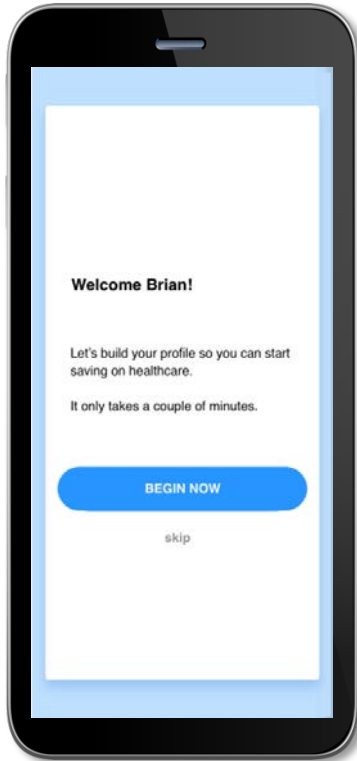 Welcome Brian!
Let's build your profile so you can start
saving on healthcare.
It only takes a couple of minutes.
BEGIN NOW
skip